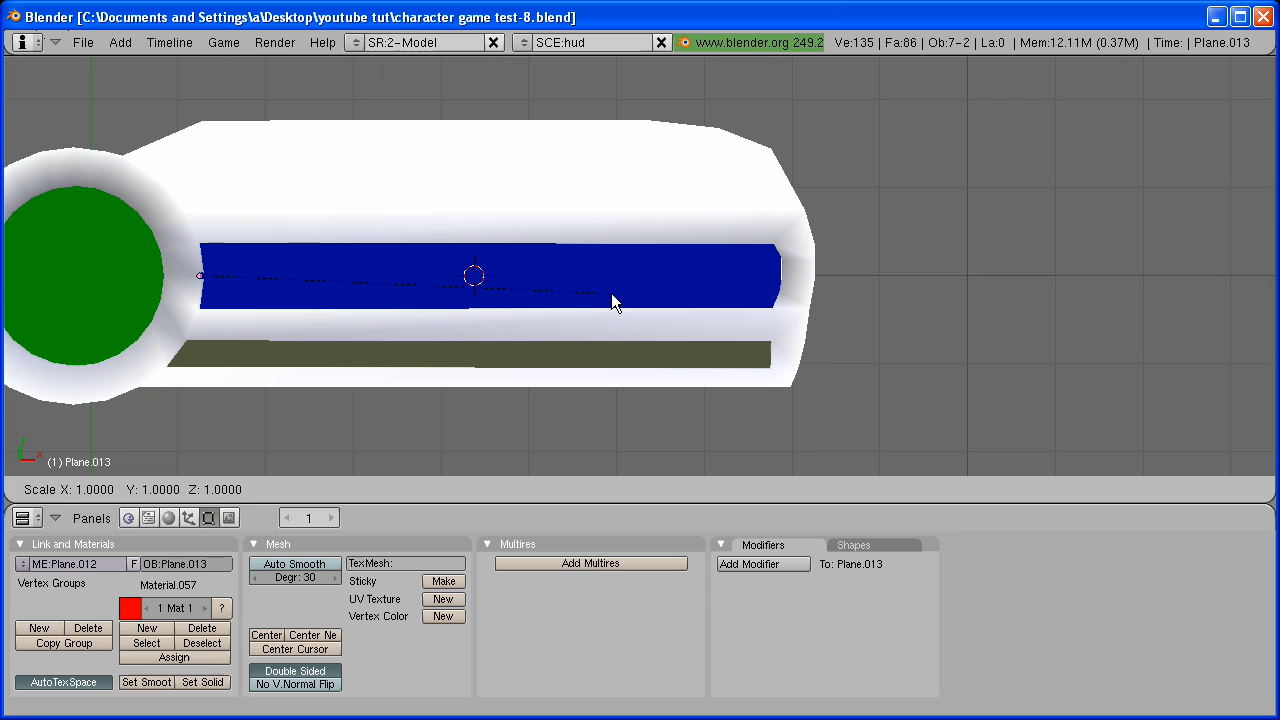 Blender [C:\Documents and Settings\a\Desktop\youtube tut\character game test-8.blend]
File Add Timeline Game Render Help SR:2-Model SCE:hud www.blender.org 249.2 Ve:135 | Fa:86 | Ob:7-2 | La:0 | Mem:12.11M (0.37M) | Time: | Plane.013
(1) Plane.013
Scale X: 1.0000 Y: 1.0000 Z: 1.0000
Panels 1
Link and Materials Mesh Multires Modifiers Shapes
ME:Plane.012 F OB:Plane.013 Auto Smooth TexMesh: Add Multires Add Modifier To: Plane.013
Vertex Groups Material.057 Degr: 30 Sticky Make
UV Texture New
1 Mat 1 ? Vertex Color New
New Delete New Delete Center Center Ne
Copy Group Select Deselect Center Cursor
Assign
Double Sided
AutoTexSpace Set Smoot Set Solid No V.Normal Flip